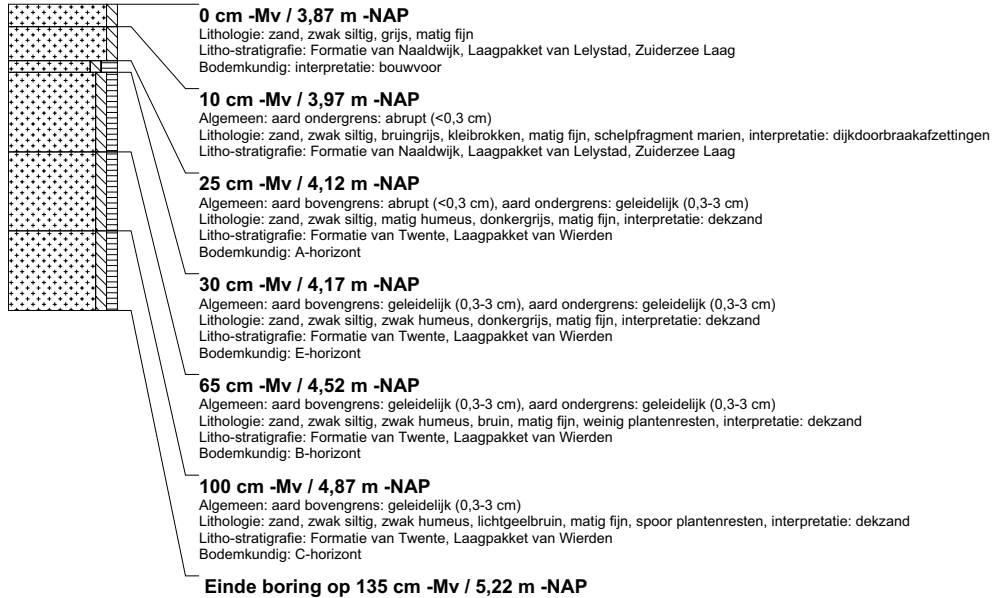 0 cm -Mv / 3,87 m -NAP
Lithologie: zand, zwak siltig, grijs, matig fijn
Litho-stratigrafie: Formatie van Naaldwijk, Laagpakket van Lelystad, Zuiderzee Laag
Bodemkundig: interpretatie: bouwvoor
10 cm -Mv / 3,97 m -NAP
Algemeen: aard ondergrens: abrupt (<0,3 cm)
Lithologie: zand, zwak siltig, bruingrijs, kleibrokken, matig fijn, schelpfragment marien, interpretatie: dijkdoorbraakafzettingen
Litho-stratigrafie: Formatie van Naaldwijk, Laagpakket van Lelystad, Zuiderzee Laag
25 cm -Mv / 4,12 m -NAP
Algemeen: aard bovengrens: abrupt (<0,3 cm), aard ondergrens: geleidelijk (0,3-3 cm)
Lithologie: zand, zwak siltig, matig humeus, donkergrijs, matig fijn, interpretatie: dekzand
Litho-stratigrafie: Formatie van Twente, Laagpakket van Wierden
Bodemkundig: A-horizont
30 cm -Mv / 4,17 m -NAP
Algemeen: aard bovengrens: geleidelijk (0,3-3 cm), aard ondergrens: geleidelijk (0,3-3 cm)
Lithologie: zand, zwak siltig, zwak humeus, donkergrijs, matig fijn, interpretatie: dekzand
Litho-stratigrafie: Formatie van Twente, Laagpakket van Wierden
Bodemkundig: E-horizont
65 cm -Mv / 4,52 m -NAP
Algemeen: aard bovengrens: geleidelijk (0,3-3 cm), aard ondergrens: geleidelijk (0,3-3 cm)
Lithologie: zand, zwak siltig, zwak humeus, bruin, matig fijn, weinig plantenresten, interpretatie: dekzand
Litho-stratigrafie: Formatie van Twente, Laagpakket van Wierden
Bodemkundig: B-horizont
100 cm -Mv / 4,87 m -NAP
Algemeen: aard bovengrens: geleidelijk (0,3-3 cm)
Lithologie: zand, zwak siltig, zwak humeus, lichtgeelbruin, matig fijn, spoor plantenresten, interpretatie: dekzand
Litho-stratigrafie: Formatie van Twente, Laagpakket van Wierden
Bodemkundig: C-horizont
Einde boring op 135 cm -Mv / 5,22 m -NAP